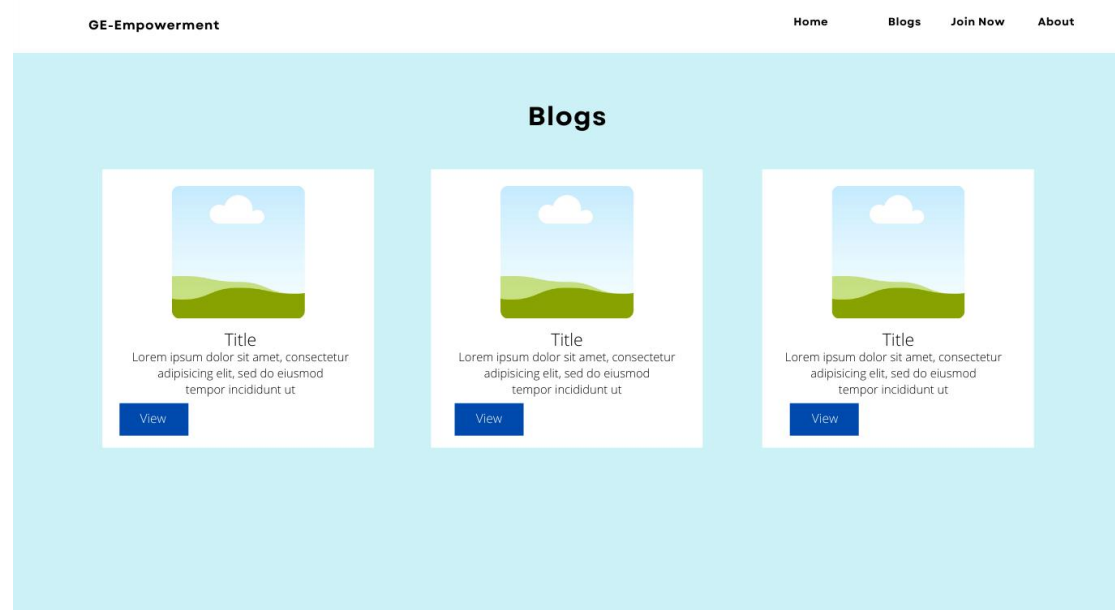 GE-Empowerment
Home
Blogs
Join Now
About
Blogs
Title
Lorem ipsum dolor sit amet, consectetur
adipisicing elit, sed do eiusmod
tempor incididunt ut
View
Title
Lorem ipsum dolor sit amet, consectetur
adipisicing elit, sed do eiusmod
tempor incididunt ut
View
Title
Lorem ipsum dolor sit amet, consectetur
adipisicing elit, sed do eiusmod
tempor incididunt ut
View